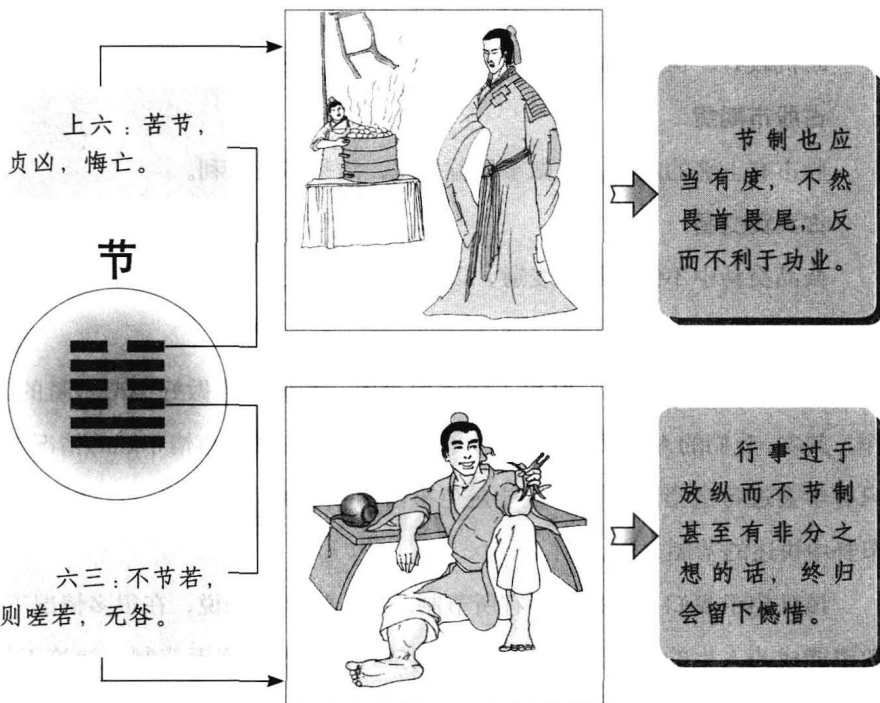 上六：苦节，
贞凶，悔亡。
节制也应
当有度，不然
畏首畏尾，反
而不利于功业。
节
六三：不节若，
则嗟若，无咎。
行事过于
放纵而不节制
甚至有非分之
想的话，终归
会留下憾惜。